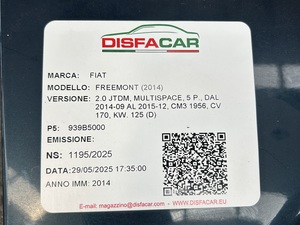 DISFACAR
MARCA: FIAT
MODELLO: FREEMONT (2014)
VERSIONE: 2.0 JTDM, MULTISPACE, 5 P., DAL
2014-09 AL 2015-12, CM3 1956, CV
170, KW. 125 (D)
P5: 939B5000
EMISSIONE:
NS: 1195/2025
DATA: 29/05/2025 17:35:00
ANNO IMM: 2014
E-mail: magazzino@disfacar.com
WWW.DISFACAR.EU